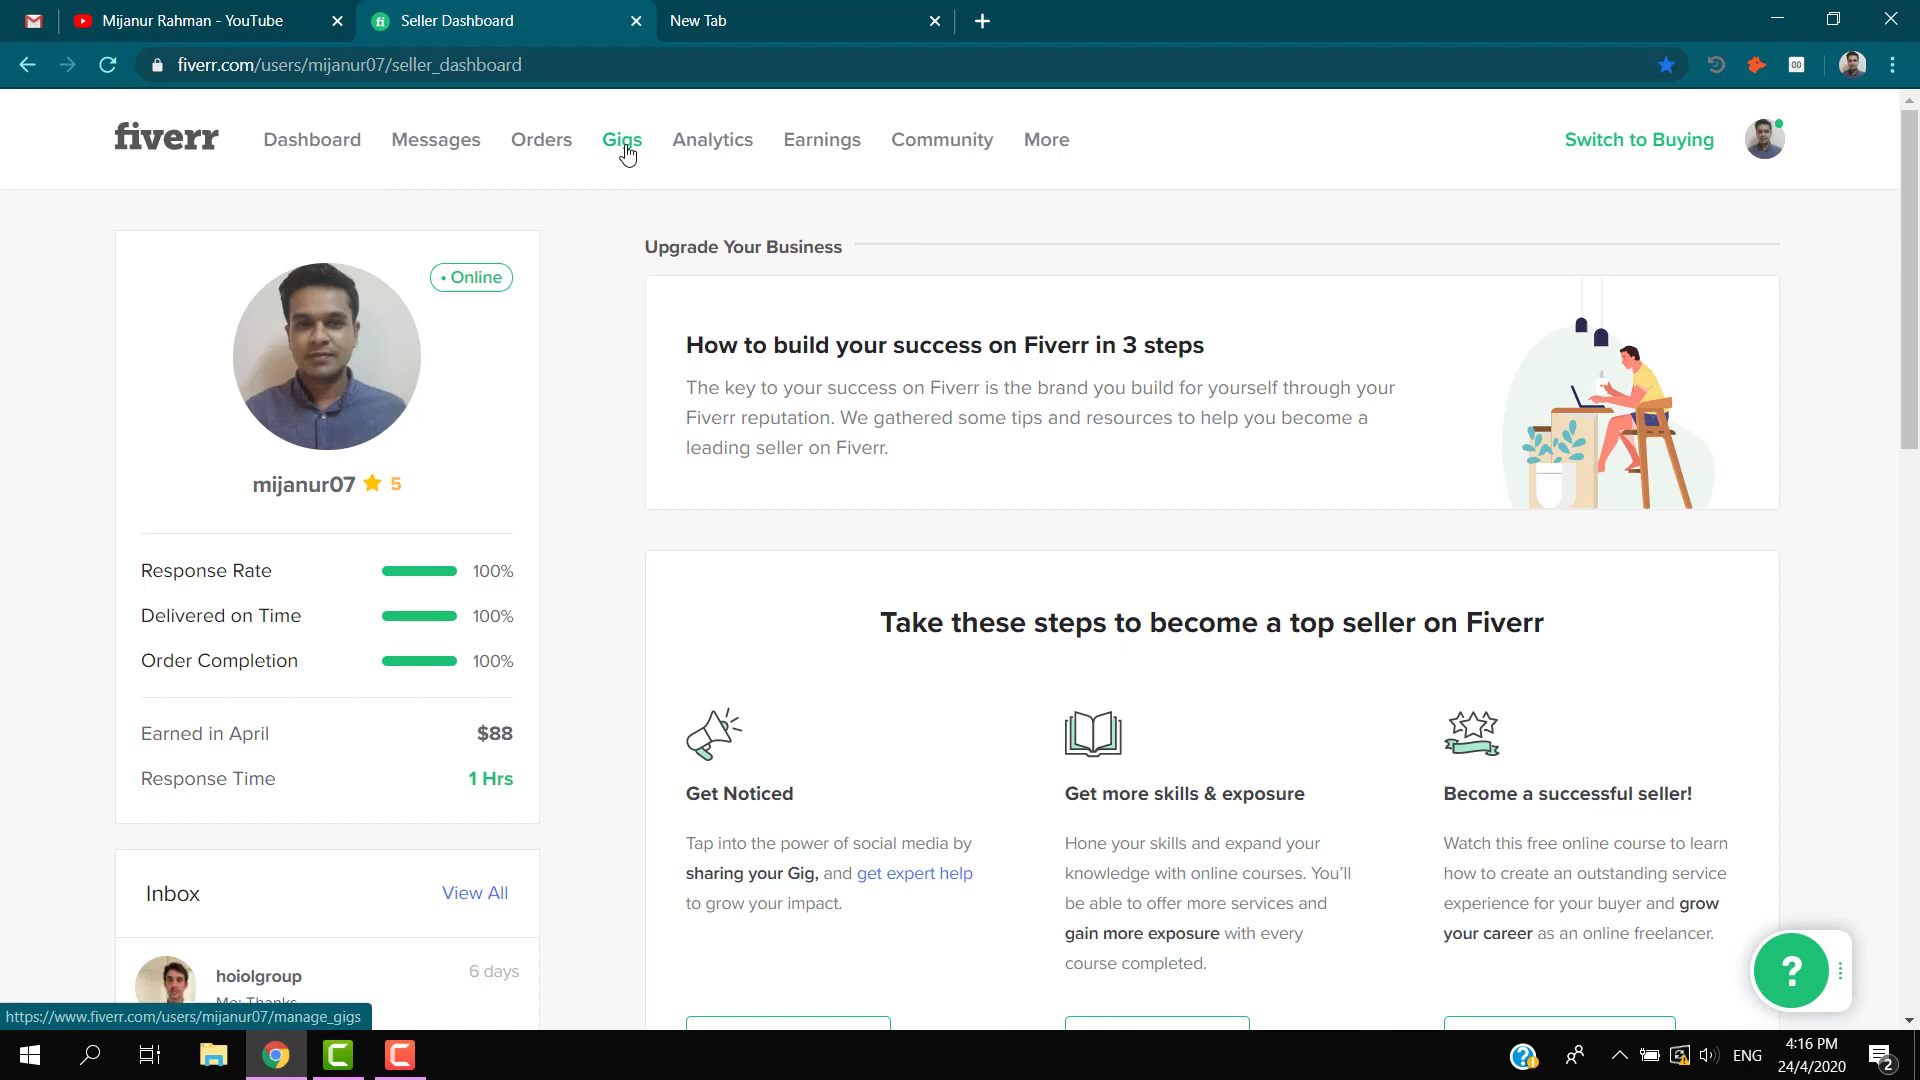 Mijanur Rahman - YouTube
Seller Dashboard
New Tab
fiverr.com/users/mijanur07/seller_dashboard
fiverr
Dashboard
Messages
Orders
Gigs
Analytics
Earnings
Community
More
Switch to Buying
• Online
mijanur07 5
Response Rate 100%
Delivered on Time 100%
Order Completion 100%
Earned in April $88
Response Time 1 Hrs
Inbox View All
hoiolgroup 6 days
Me: Thanks
Upgrade Your Business
How to build your success on Fiverr in 3 steps
The key to your success on Fiverr is the brand you build for yourself through your
Fiverr reputation. We gathered some tips and resources to help you become a
leading seller on Fiverr.
Take these steps to become a top seller on Fiverr
Get Noticed
Tap into the power of social media by
sharing your Gig, and get expert help
to grow your impact.
Get more skills & exposure
Hone your skills and expand your
knowledge with online courses. You'll
be able to offer more services and
gain more exposure with every
course completed.
Become a successful seller!
Watch this free online course to learn
how to create an outstanding service
experience for your buyer and grow
your career as an online freelancer.
?
https://www.fiverr.com/users/mijanur07/manage_gigs
ENG
4:16 PM
24/4/2020
2